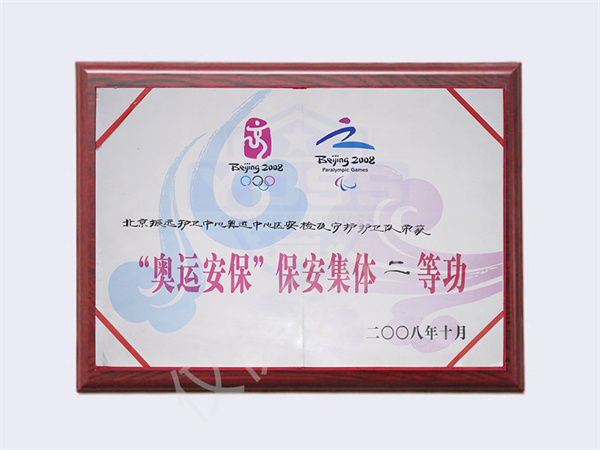 Beijing 2008
Beijing 2008
Paralympic Games
北京振远护卫中心奥运中心区安检及守护护卫队荣获
“奥运安保”保安集体二等功
二〇〇八年十月